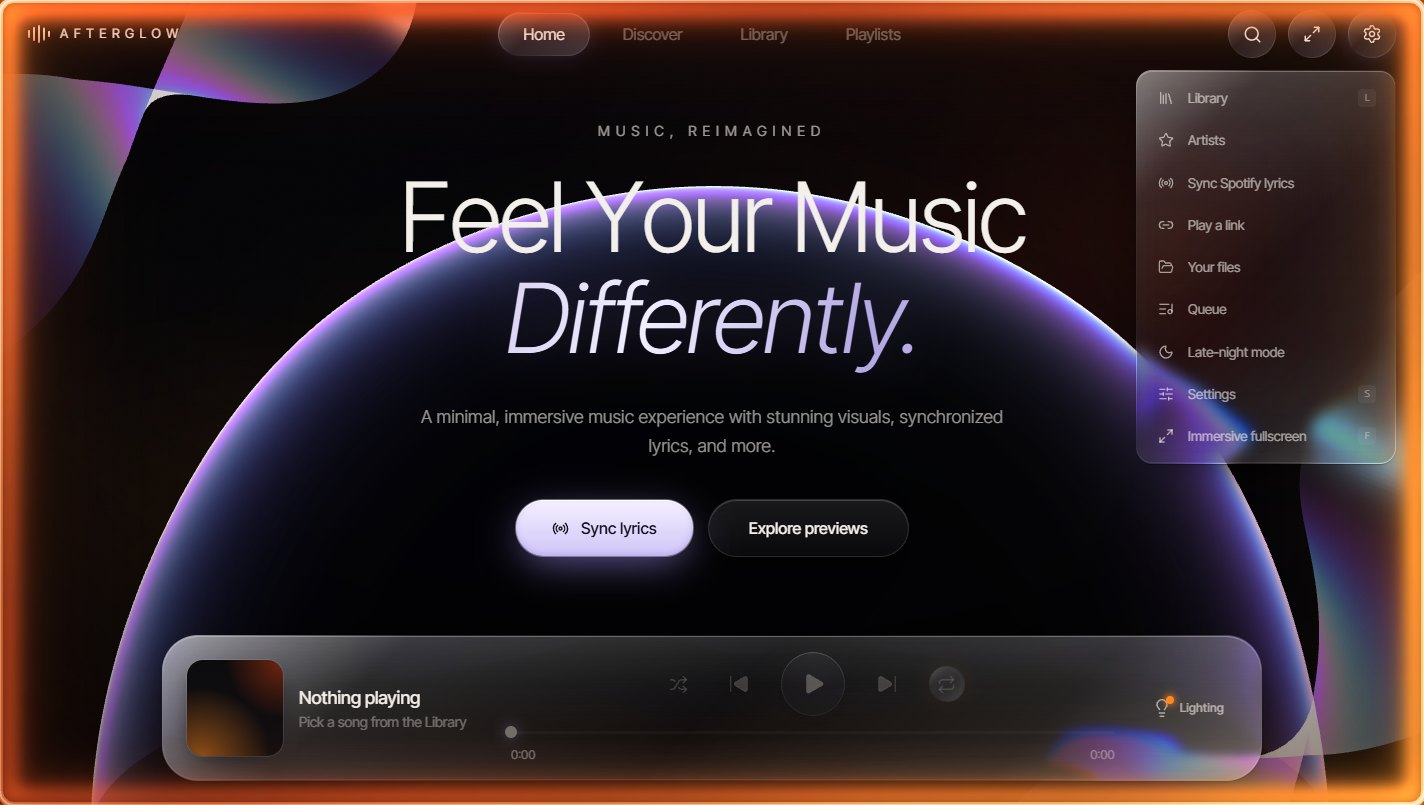 AFTERGLOW
Home
Discover
Library
Playlists
Library L
Artists
Sync Spotify lyrics
Play a link
Your files
Queue
Late-night mode
Settings S
Immersive fullscreen F
MUSIC, REIMAGINED
Feel Your Music
Differently.
A minimal, immersive music experience with stunning visuals, synchronized
lyrics, and more.
Sync lyrics
Explore previews
Nothing playing
Pick a song from the Library
0:00
0:00
Lighting